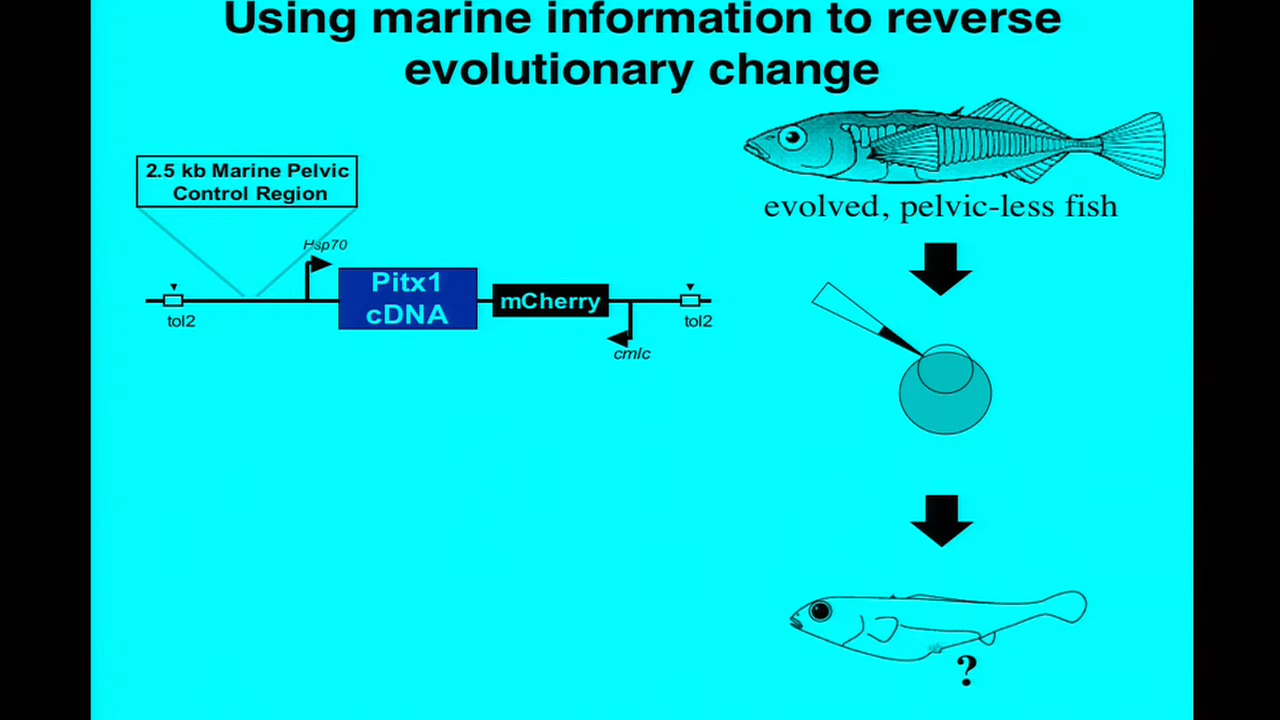 Using marine information to reverse
evolutionary change
2.5 kb Marine Pelvic
Control Region
Hsp70
Pitx1
cDNA
mCherry
tol2
tol2
cmlc
evolved, pelvic-less fish
?